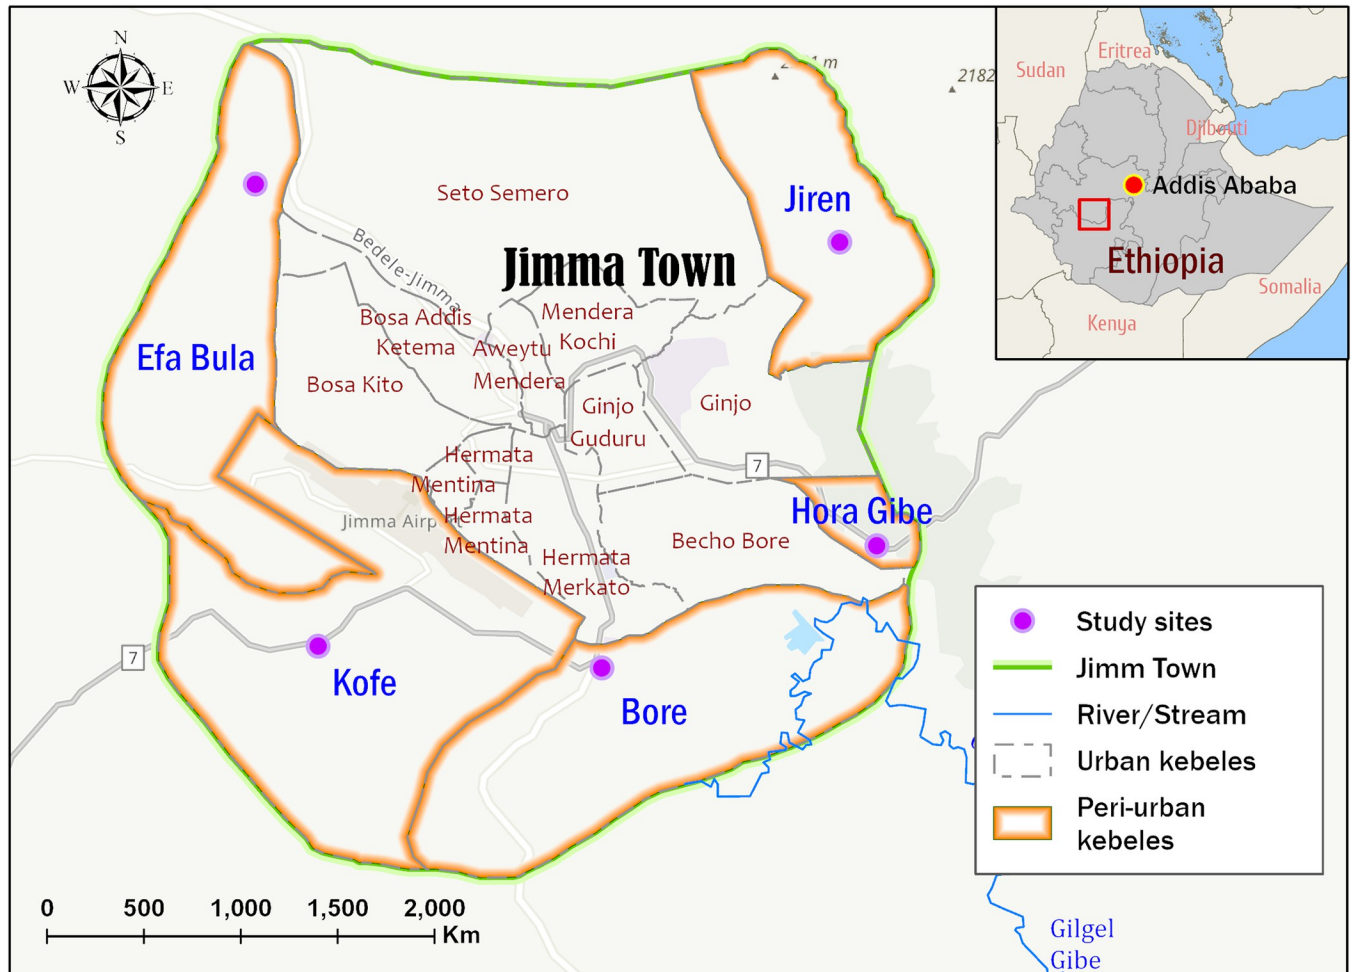 N
W E
S
m
2182
Sudan
Eritrea
Djibouti
Addis Ababa
Ethiopia
Somalia
Kenya
Seto Semero
Jiren
Jimma Town
Bedele-Jimma
Efa Bula
Bosa Addis
Ketema
Bosa Kito
Aweytu
Mendera
Mendera
Kochi
Ginjo
Guduru
Ginjo
Hermata
Mentina
7
Jimma Airp
Hermata
Mentina
Hora Gibe
Becho Bore
Hermata
Merkato
7
Kofe
Bore
Study sites
Jimm Town
River/Stream
Urban kebeles
Peri-urban
kebeles
0 500 1,000 1,500 2,000
Km
Gilgel
Gibe